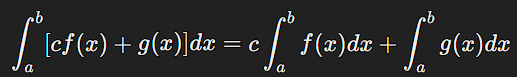 ∫_a^b [cf(x) + g(x)]dx = c ∫_a^b f(x)dx + ∫_a^b g(x)dx